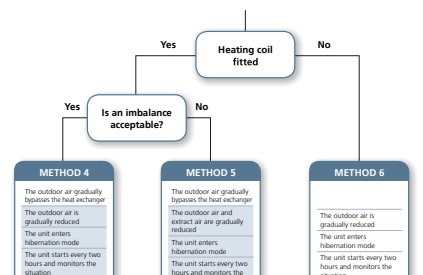 Yes
Heating coil
fitted
No
Yes
Is an imbalance
acceptable?
No
METHOD 4
The outdoor air gradually
bypasses the heat exchanger
The outdoor air is
gradually reduced
The unit enters
hibernation mode
The unit starts every two
hours and monitors the
situation
METHOD 5
The outdoor air gradually
bypasses the heat exchanger
The outdoor air and
extract air are gradually
reduced
The unit enters
hibernation mode
The unit starts every two
hours and monitors the
METHOD 6
The outdoor air is
gradually reduced
The unit enters
hibernation mode
The unit starts every two
hours and monitors the